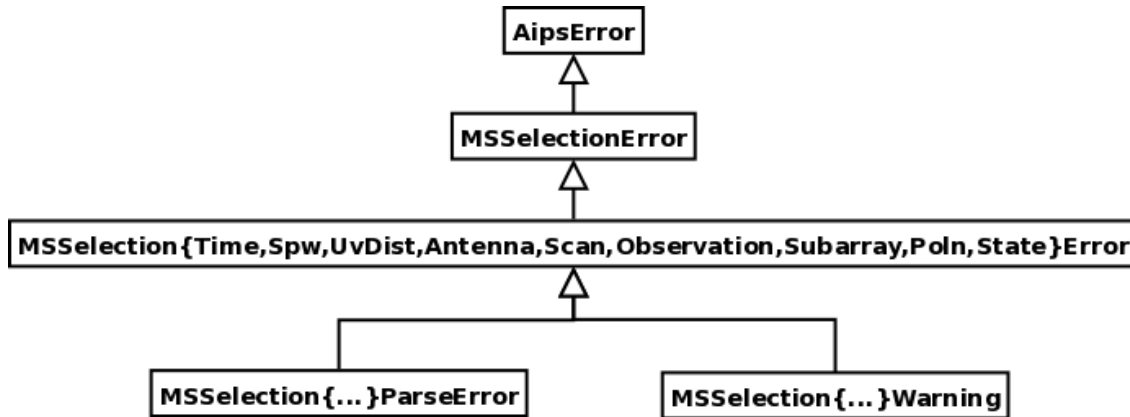 AipsError
MSSelectionError
MSSelection{Time,Spw,UvDist,Antenna,Scan,Observation,Subarray,Poln,State}Error
MSSelection{...}ParseError
MSSelection{...}Warning